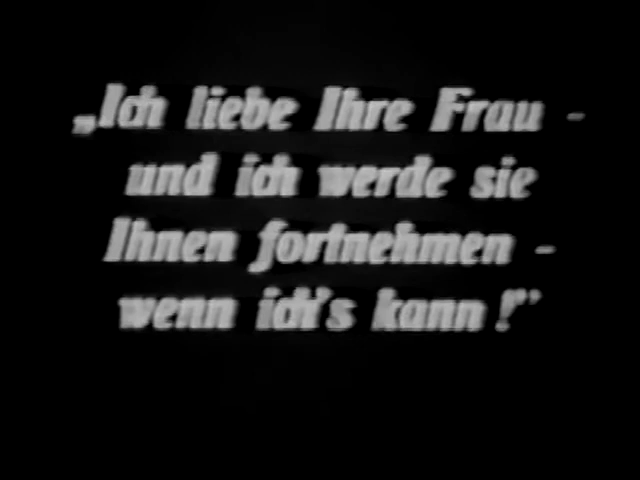 „Ich liebe Ihre Frau -
und ich werde sie
Ihnen fortnehmen -
wenn ich's kann!”